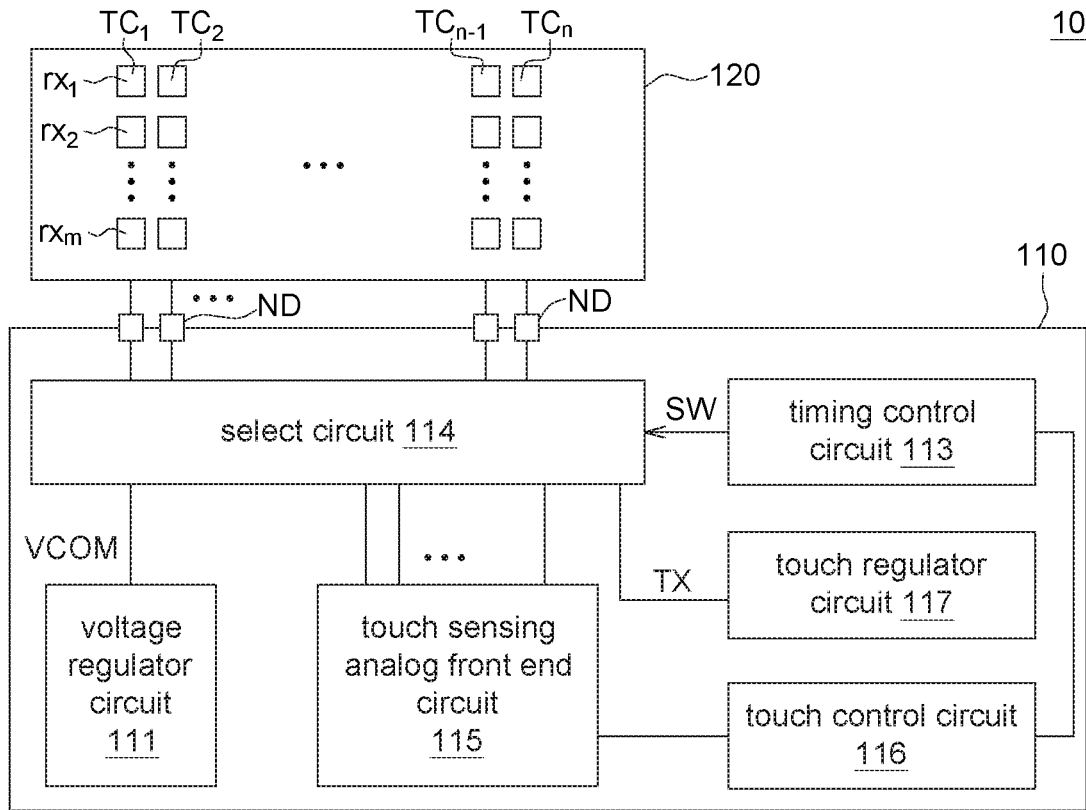 TC1 TC2 TCn-1 TCn 10
120
rx1
rx2
rxm
110
ND ND
select circuit 114
SW
timing control
circuit 113
VCOM
TX
touch regulator
circuit 117
voltage
regulator
circuit
111
touch sensing
analog front end
circuit
115
touch control circuit
116